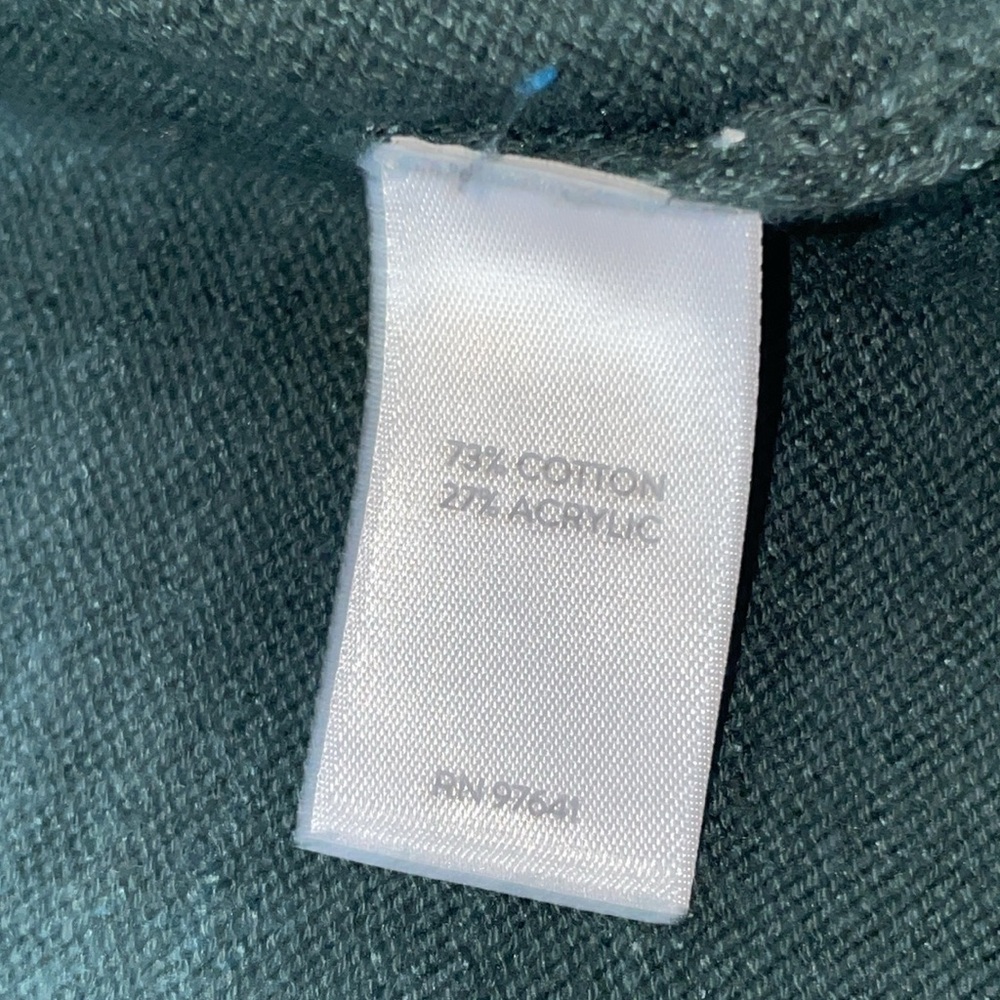 73% COTTON
27% ACRYLIC
RN 97641